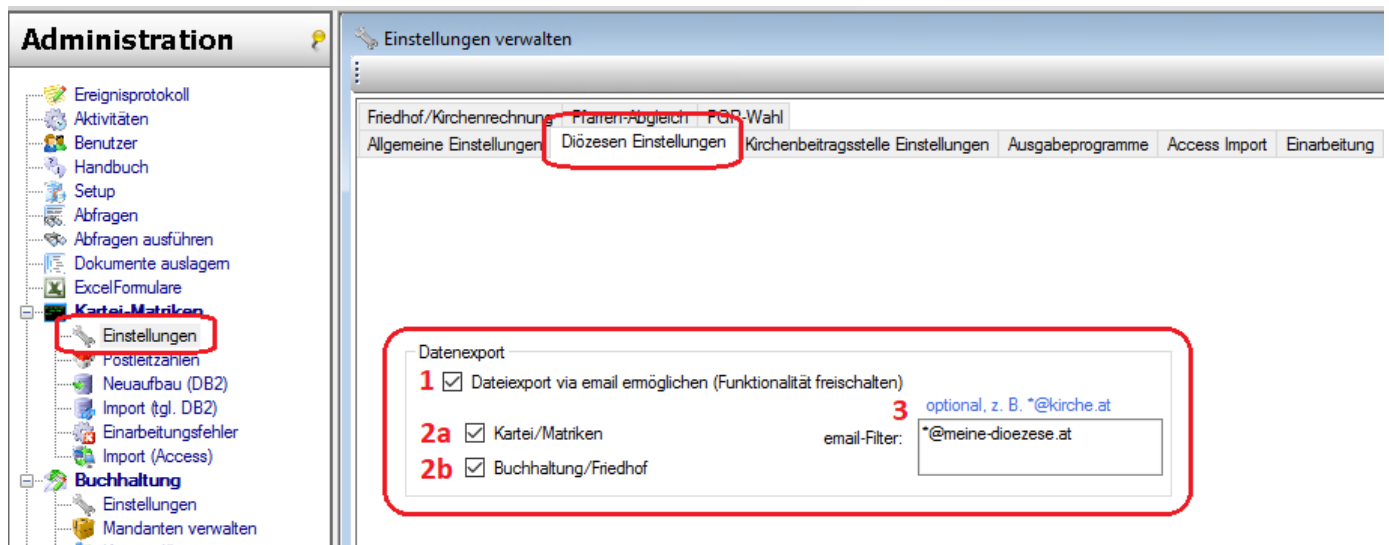 Administration
Ereignisprotokoll
Aktivitäten
Benutzer
Handbuch
Setup
Abfragen
Abfragen ausführen
Dokumente auslagern
ExcelFormulare
Kartei-Matriken
Einstellungen
Postleitzahlen
Neuaufbau (DB2)
Import (tgl. DB2)
Einarbeitungsfehler
Import (Access)
Buchhaltung
Einstellungen
Mandanten verwalten
Einstellungen verwalten
Friedhof/Kirchenrechnung Pfarren-Abgleich PGR-Wahl
Allgemeine Einstellungen Diözesen Einstellungen Kirchenbeitragsstelle Einstellungen Ausgabeprogramme Access Import Einarbeitung
Datenexport
1 Dateiexport via email ermöglichen (Funktionalität freischalten)
3 optional, z. B. *@kirche.at
2a Kartei/Matriken email-Filter: *@meine-dioezese.at
2b Buchhaltung/Friedhof